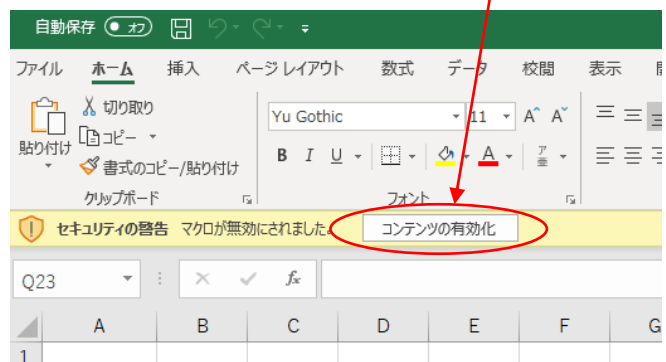 自動保存 オフ
ファイル ホーム 挿入 ページ レイアウト 数式 データ 校閲 表示
切り取り
Yu Gothic 11 A^ A˅
貼り付け コピー
B I U A ア亜
書式のコピー/貼り付け
クリップボード フォント
セキュリティの警告 マクロが無効にされました。 コンテンツの有効化
Q23 fx
A B C D E F G
1